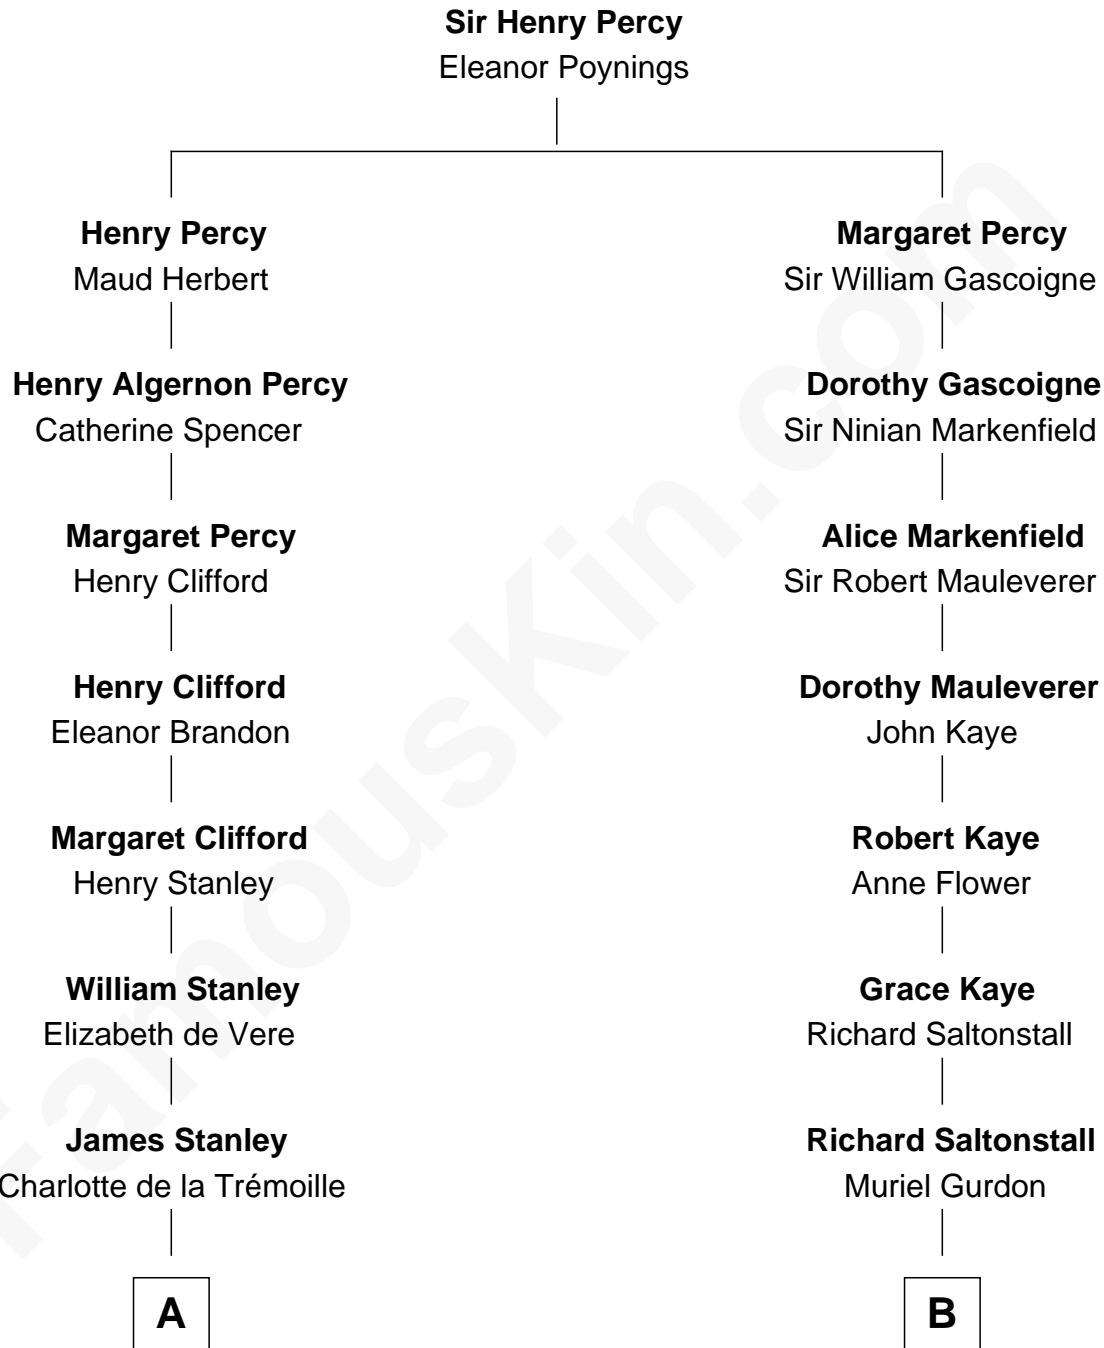 Sir Henry Percy
Eleanor Poynings
Henry Percy
Maud Herbert
Margaret Percy
Sir William Gascoigne
Henry Algernon Percy
Catherine Spencer
Dorothy Gascoigne
Sir Ninian Markenfield
Margaret Percy
Henry Clifford
Alice Markenfield
Sir Robert Mauleverer
Henry Clifford
Eleanor Brandon
Dorothy Mauleverer
John Kaye
Margaret Clifford
Henry Stanley
Robert Kaye
Anne Flower
William Stanley
Elizabeth de Vere
Grace Kaye
Richard Saltonstall
James Stanley
Charlotte de la Trémoille
Richard Saltonstall
Muriel Gurdon
A
B
FamousKin.com